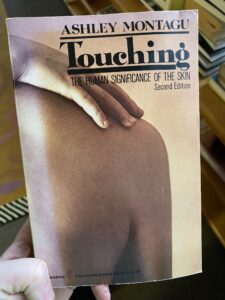 ASHLEY MONTAGU
Touching
THE HUMAN SIGNIFICANCE OF THE SKIN
Second Edition